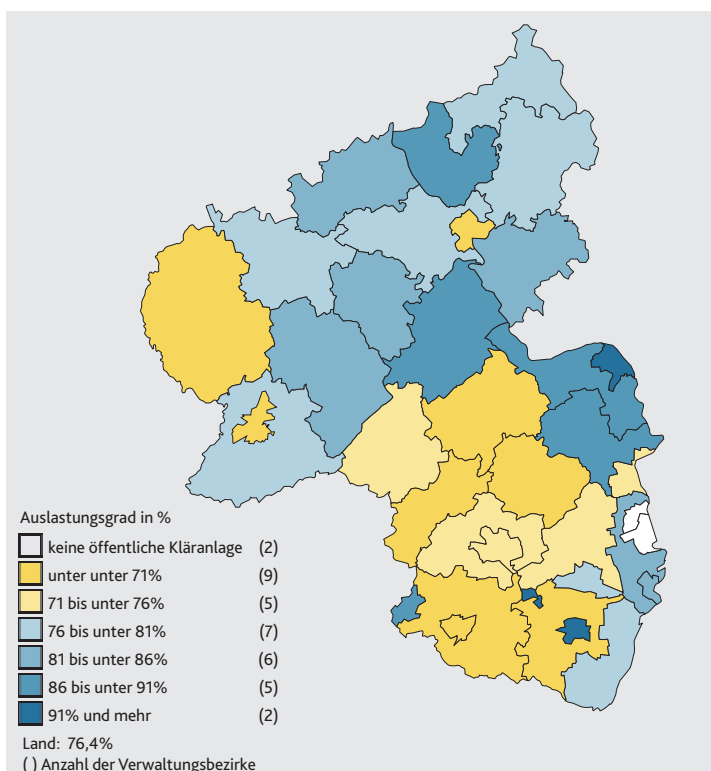 Auslastungsgrad in %
keine öffentliche Kläranlage (2)
unter unter 71% (9)
71 bis unter 76% (5)
76 bis unter 81% (7)
81 bis unter 86% (6)
86 bis unter 91% (5)
91% und mehr (2)
Land: 76,4%
( ) Anzahl der Verwaltungsbezirke